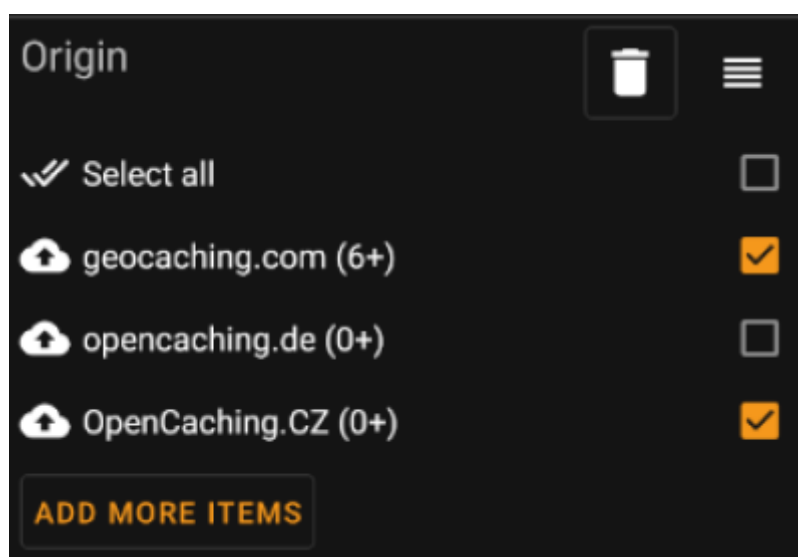 Origin
Select all
geocaching.com (6+)
opencaching.de (0+)
OpenCaching.CZ (0+)
ADD MORE ITEMS